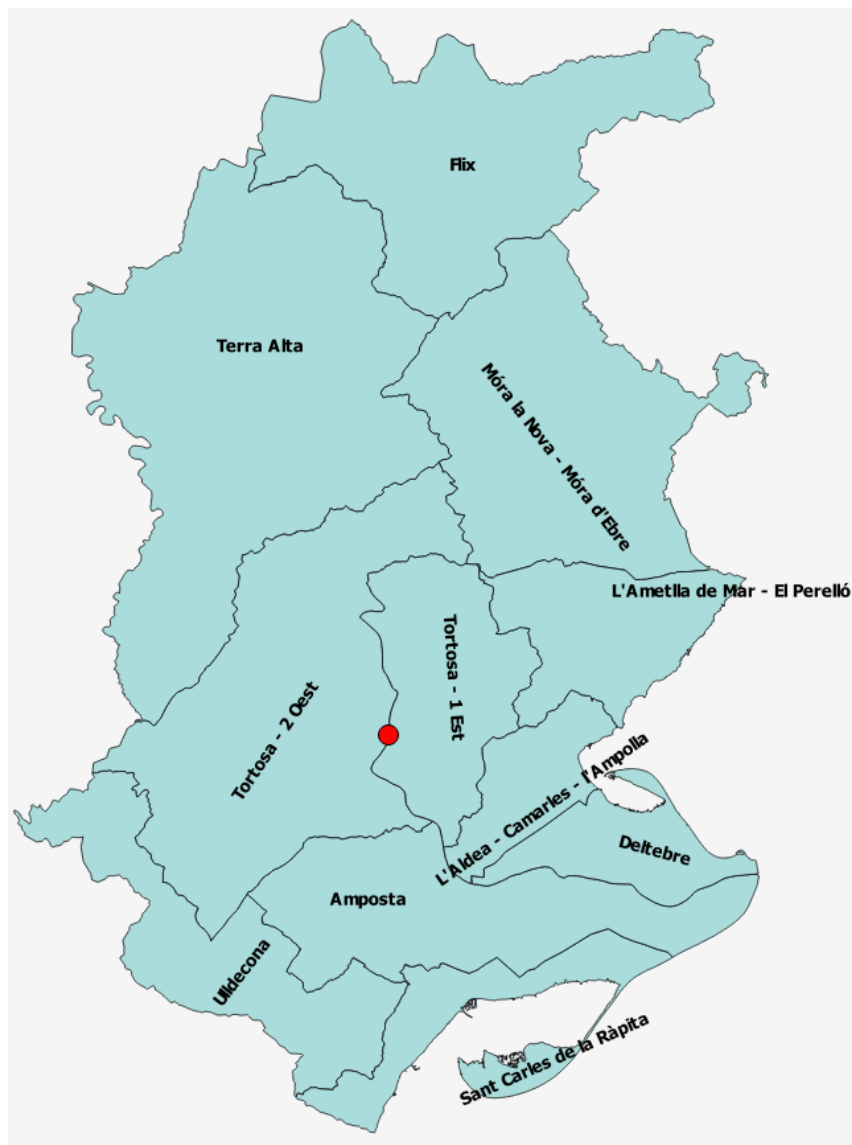 Flix
Terra Alta
Móra la Nova - Móra d'Ebre
L'Ametlla de Mar - El Perelló
Tortosa - 1 Est
Tortosa - 2 Oest
L'Aldea - Camarles - l'Ampolla
Deltebre
Amposta
Ulldecona
Sant Carles de la Ràpita